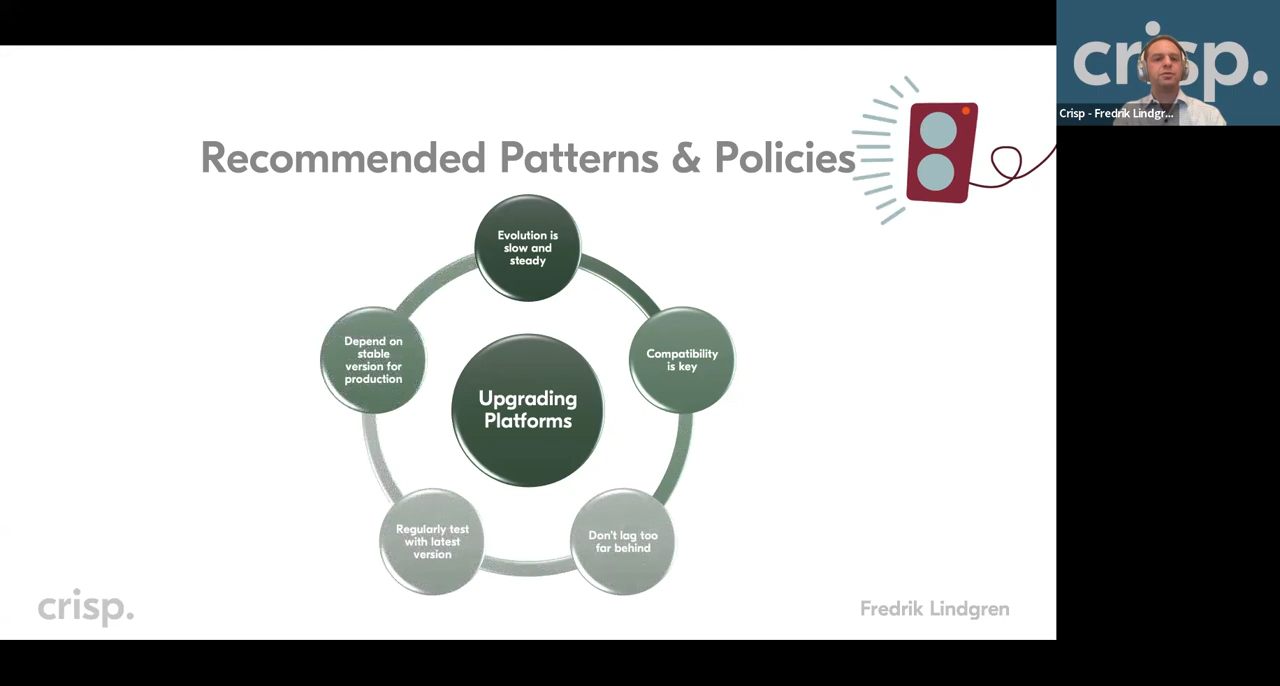 Recommended Patterns & Policies
Evolution is
slow and
steady
Compatibility
is key
Don't lag too
far behind
Regularly test
with latest
version
Depend on
stable
version for
production
Upgrading
Platforms
crisp.
Fredrik Lindgren
crisp.
Crisp - Fredrik Lindgr...